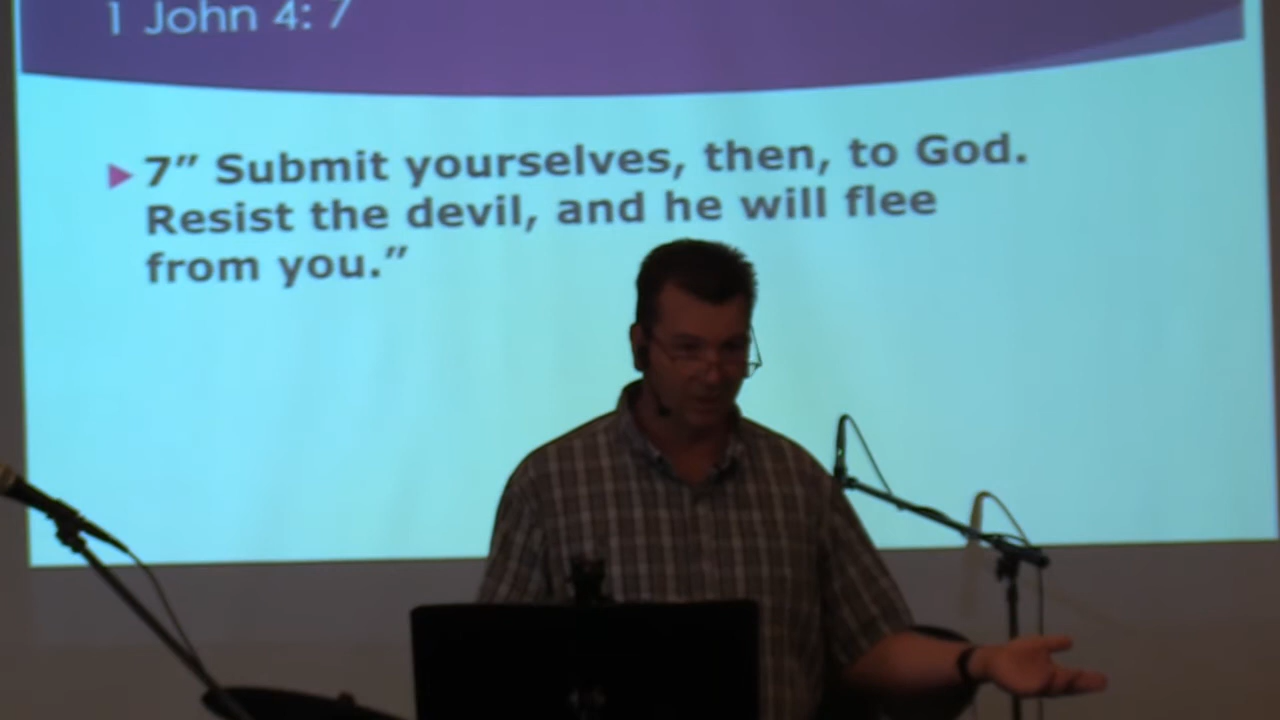 1 John 4: 7
7” Submit yourselves, then, to God.
Resist the devil, and he will flee
from you.”